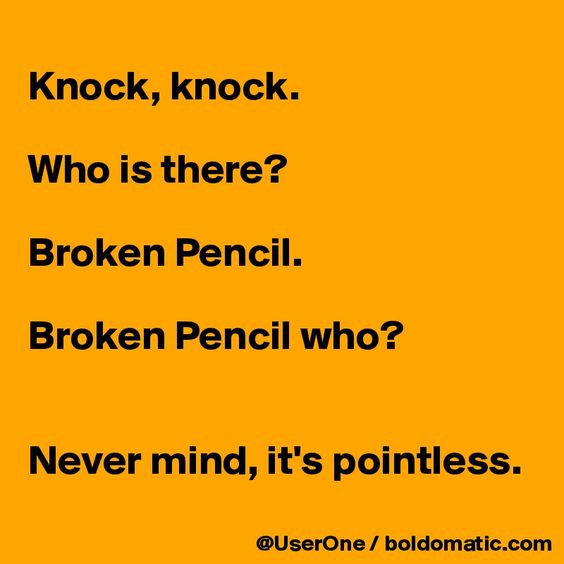 Knock, knock.
Who is there?
Broken Pencil.
Broken Pencil who?
Never mind, it's pointless.
@UserOne / boldomatic.com